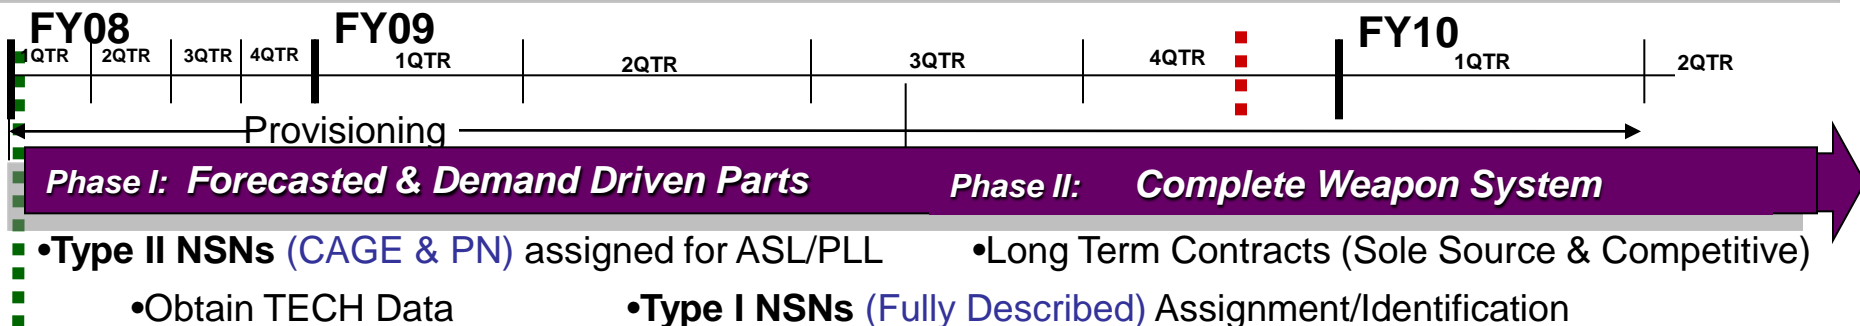 FY08 FY09 FY10
1QTR 2QTR 3QTR 4QTR 1QTR 2QTR 3QTR 4QTR 1QTR 2QTR
Provisioning
Phase I: Forecasted & Demand Driven Parts Phase II: Complete Weapon System
•Type II NSNs (CAGE & PN) assigned for ASL/PLL •Long Term Contracts (Sole Source & Competitive)
•Obtain TECH Data •Type I NSNs (Fully Described) Assignment/Identification